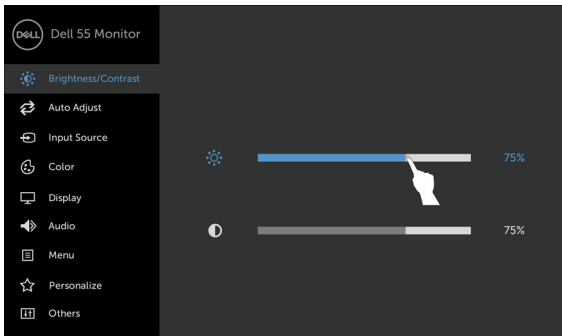 DELL Dell 55 Monitor
Brightness/Contrast
Auto Adjust
Input Source
Color
Display
Audio
Menu
Personalize
Others
75%
75%